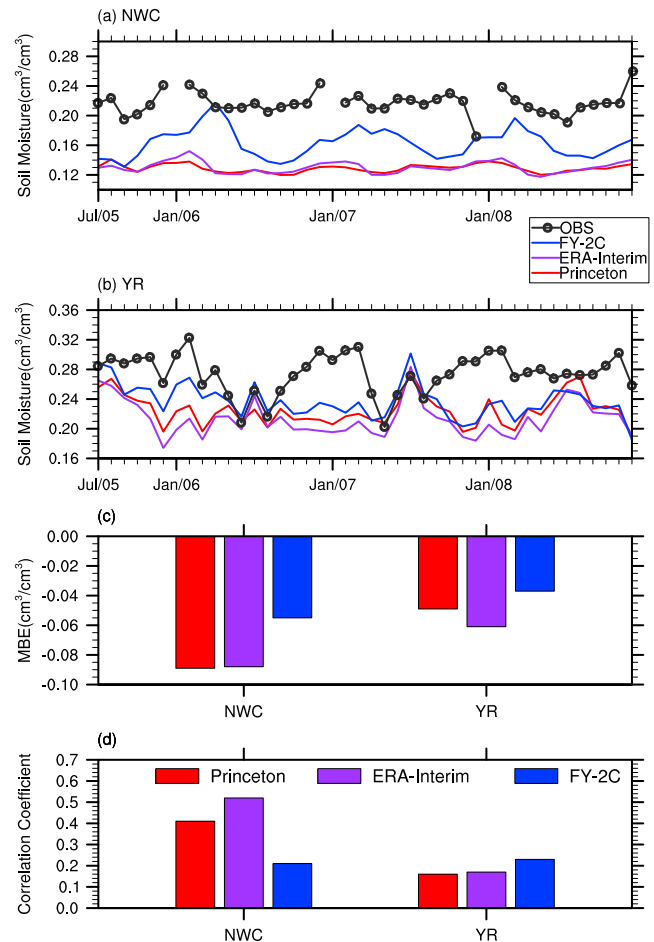 (a) NWC
Soil Moisture(cm³/cm³)
0.28
0.24
0.20
0.16
0.12
Jul/05 Jan/06 Jan/07 Jan/08
OBS
FY-2C
ERA-Interim
Princeton
(b) YR
Soil Moisture(cm³/cm³)
0.36
0.32
0.28
0.24
0.20
0.16
Jul/05 Jan/06 Jan/07 Jan/08
(c)
MBE(cm³/cm³)
0.00
-0.02
-0.04
-0.06
-0.08
-0.10
NWC YR
(d)
Correlation Coefficient
0.7
0.6
0.5
0.4
0.3
0.2
0.1
0.0
Princeton ERA-Interim FY-2C
NWC YR